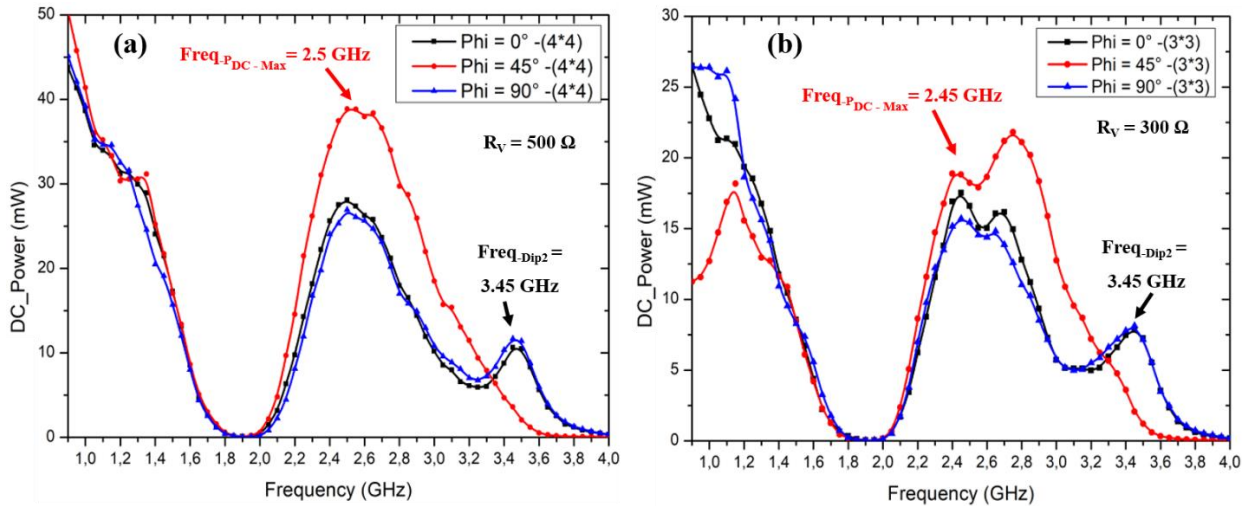 (a)
Freq-PDC - Max = 2.5 GHz
Phi = 0° -(4*4)
Phi = 45° -(4*4)
Phi = 90° -(4*4)
RV = 500 Ω
Freq-Dip2 =
3.45 GHz
DC_Power (mW)
50
40
30
20
10
0
1,0 1,2 1,4 1,6 1,8 2,0 2,2 2,4 2,6 2,8 3,0 3,2 3,4 3,6 3,8 4,0
Frequency (GHz)
(b)
Freq-PDC - Max = 2.45 GHz
Phi = 0° -(3*3)
Phi = 45° -(3*3)
Phi = 90° -(3*3)
RV = 300 Ω
Freq-Dip2 =
3.45 GHz
DC_Power (mW)
30
25
20
15
10
5
0
1,0 1,2 1,4 1,6 1,8 2,0 2,2 2,4 2,6 2,8 3,0 3,2 3,4 3,6 3,8 4,0
Frequency (GHz)